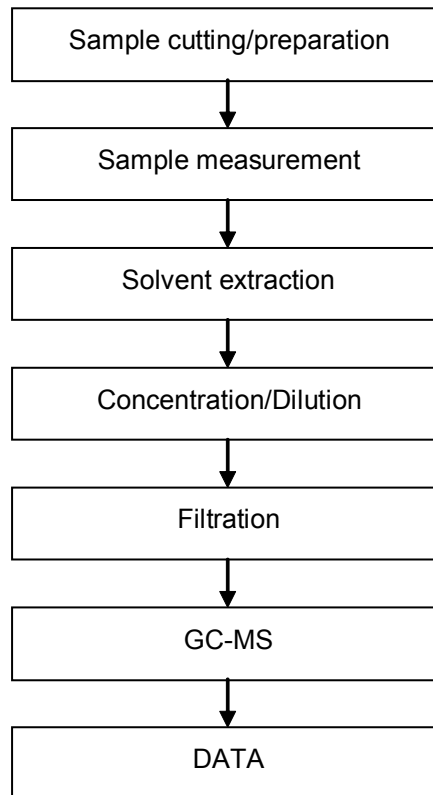 Sample cutting/preparation
Sample measurement
Solvent extraction
Concentration/Dilution
Filtration
GC-MS
DATA